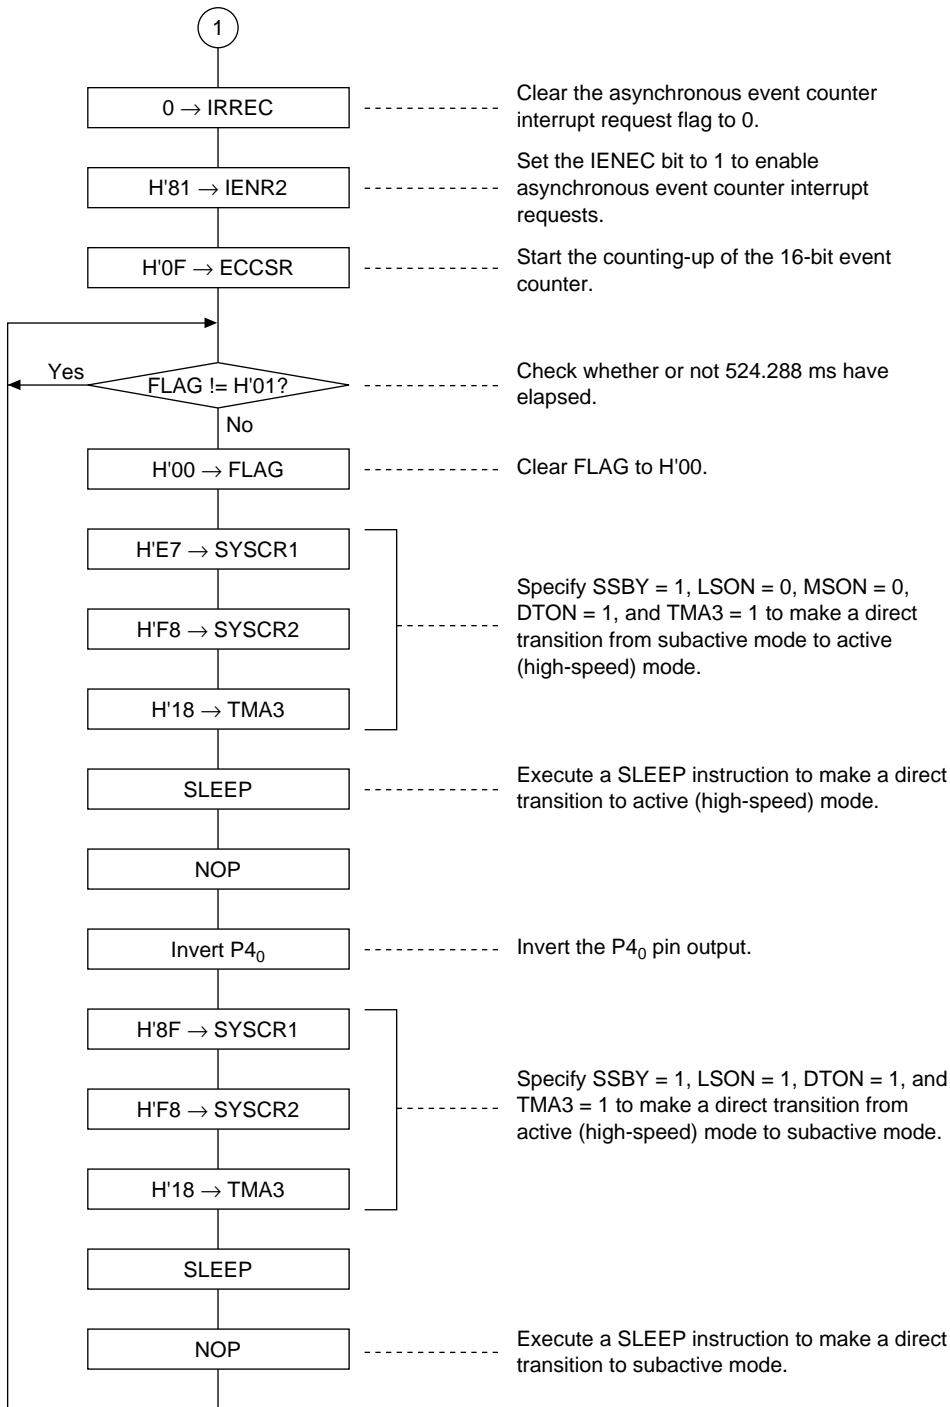 1
0 → IRREC
Clear the asynchronous event counter
interrupt request flag to 0.
H'81 → IENR2
Set the IENEC bit to 1 to enable
asynchronous event counter interrupt
requests.
H'0F → ECCSR
Start the counting-up of the 16-bit event
counter.
Yes
FLAG != H'01?
Check whether or not 524.288 ms have
elapsed.
No
H'00 → FLAG
Clear FLAG to H'00.
H'E7 → SYSCR1
H'F8 → SYSCR2
H'18 → TMA3
Specify SSBY = 1, LSON = 0, MSON = 0,
DTON = 1, and TMA3 = 1 to make a direct
transition from subactive mode to active
(high-speed) mode.
SLEEP
Execute a SLEEP instruction to make a direct
transition to active (high-speed) mode.
NOP
Invert P4₀
Invert the P4₀ pin output.
H'8F → SYSCR1
H'F8 → SYSCR2
H'18 → TMA3
Specify SSBY = 1, LSON = 1, DTON = 1, and
TMA3 = 1 to make a direct transition from
active (high-speed) mode to subactive mode.
SLEEP
NOP
Execute a SLEEP instruction to make a direct
transition to subactive mode.